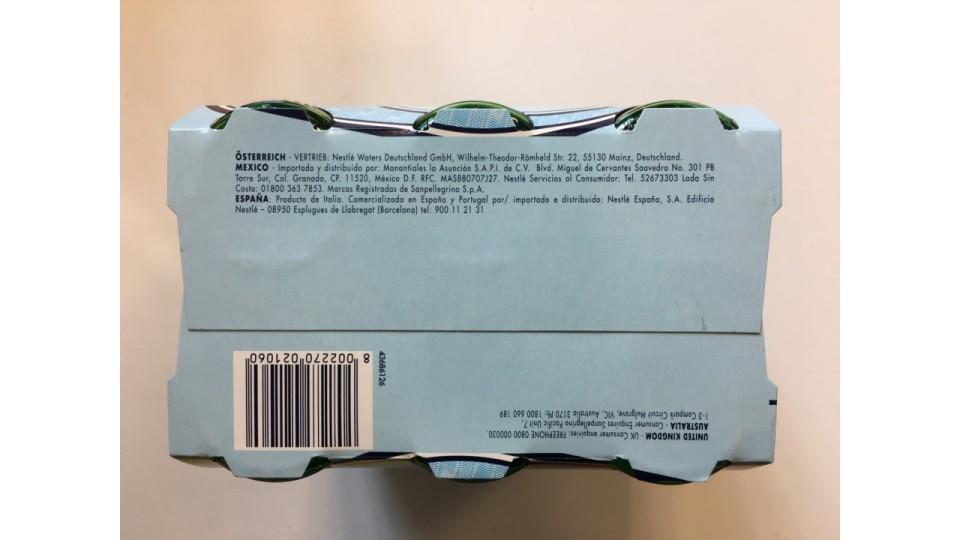 ÖSTERREICH - VERTRIEB: Nestlé Waters Deutschland GmbH, Wilhelm-Theodor-Römheld Str. 22, 55130 Mainz, Deutschland.
MEXICO - Importado y distribuido por: Manantiales la Asunción S.A.P.I. de C.V. Blvd. Miguel de Cervantes Saavedra No. 301 PB
Torre Sur, Col. Granada, CP. 11520, México D.F. RFC. MAS880707J27. Nestlé Servicios al Consumidor: Tel. 52673303 Lada Sin
Costo: 01800 363 7853. Marcas Registradas de Sanpellegrino S.p.A.
ESPAÑA: Producto de Italia. Comercializada en España y Portugal por/ importado e distribuido: Nestlé España, S.A. Edificio
Nestlé – 08950 Esplugues de Llobregat (Barcelona) tel: 900 11 21 31
8 002270 021060
43686126
UNITED KINGDOM - UK Consumer enquiries: FREEPHONE 0800 000030.
AUSTRALIA - Consumer Enquires Sanpellegrino Pacific Unit 7,
1-3 Compark Circuit Mulgrave, VIC, Australia 3170 Ph: 1800 660 189